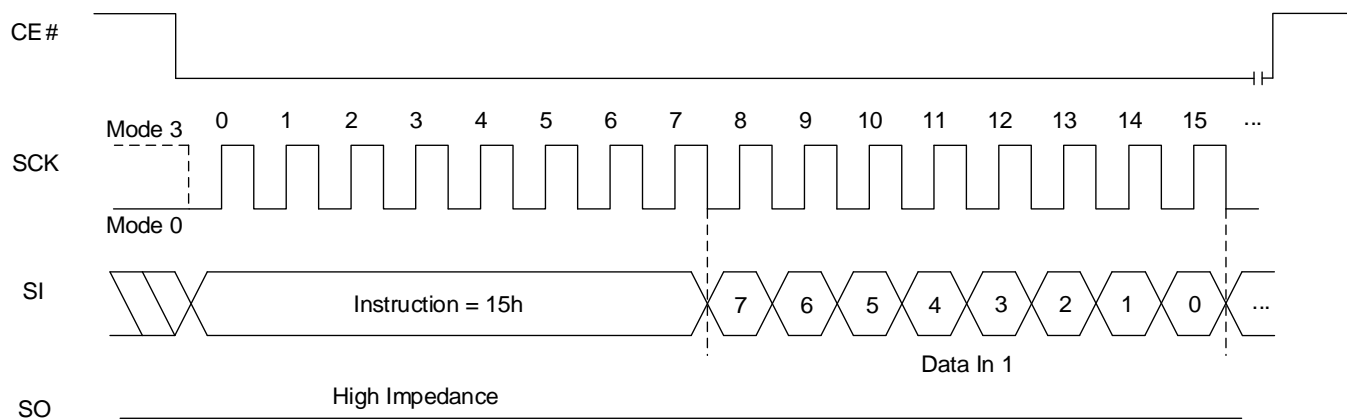 CE#
Mode 3 0 1 2 3 4 5 6 7 8 9 10 11 12 13 14 15 ...
SCK
Mode 0
SI Instruction = 15h 7 6 5 4 3 2 1 0 ...
Data In 1
High Impedance
SO